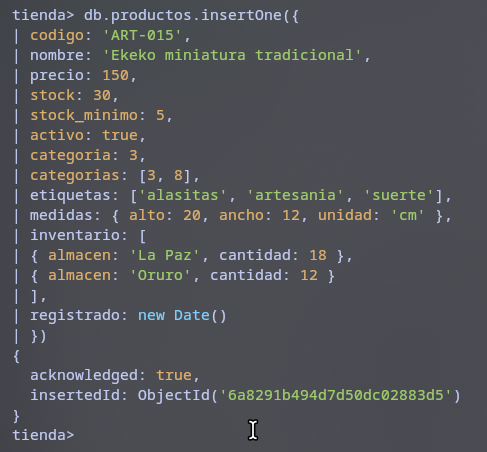 tienda> db.productos.insertOne({
| codigo: 'ART-015',
| nombre: 'Ekeko miniatura tradicional',
| precio: 150,
| stock: 30,
| stock_minimo: 5,
| activo: true,
| categoria: 3,
| categorias: [3, 8],
| etiquetas: ['alasitas', 'artesania', 'suerte'],
| medidas: { alto: 20, ancho: 12, unidad: 'cm' },
| inventario: [
| { almacen: 'La Paz', cantidad: 18 },
| { almacen: 'Oruro', cantidad: 12 }
| ],
| registrado: new Date()
| })
{
  acknowledged: true,
  insertedId: ObjectId('6a8291b494d7d50dc02883d5')
}
tienda>